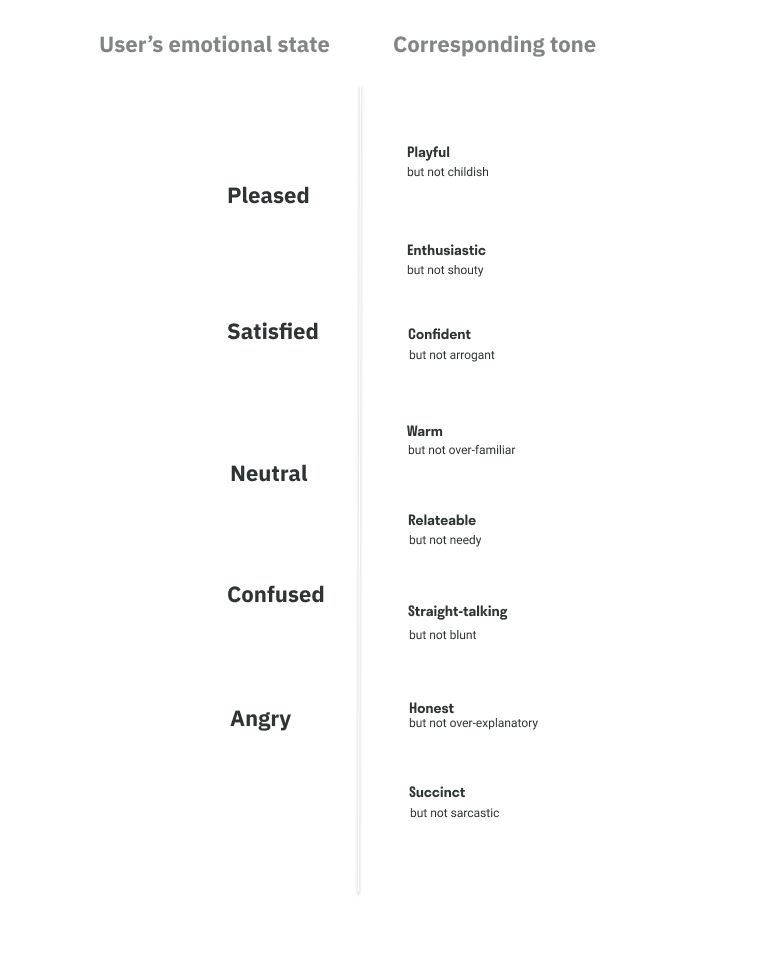 User’s emotional state
Corresponding tone
Playful
but not childish
Pleased
Enthusiastic
but not shouty
Satisfied
Confident
but not arrogant
Warm
but not over-familiar
Neutral
Relateable
but not needy
Confused
Straight-talking
but not blunt
Honest
but not over-explanatory
Angry
Succinct
but not sarcastic